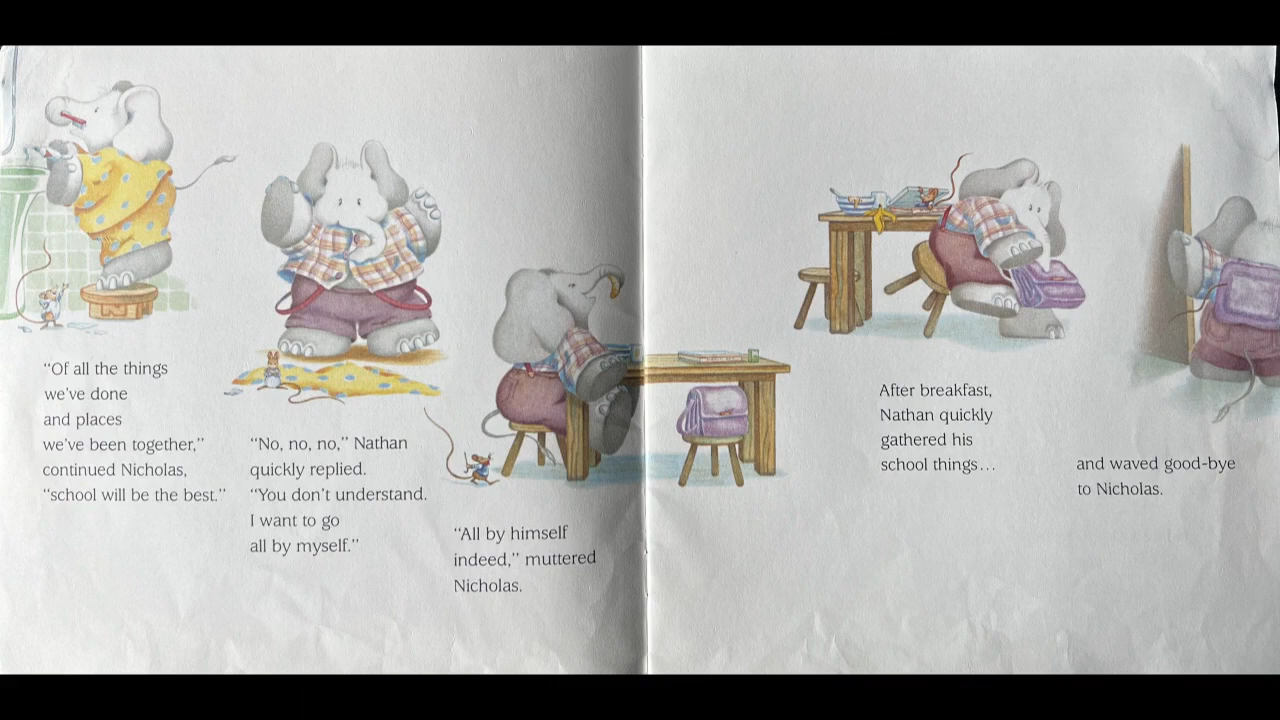 “Of all the things
we’ve done
and places
we’ve been together,”
continued Nicholas,
“school will be the best.”
“No, no, no,” Nathan
quickly replied.
“You don’t understand.
I want to go
all by myself.”
“All by himself
indeed,” muttered
Nicholas.
After breakfast,
Nathan quickly
gathered his
school things...
and waved good-bye
to Nicholas.